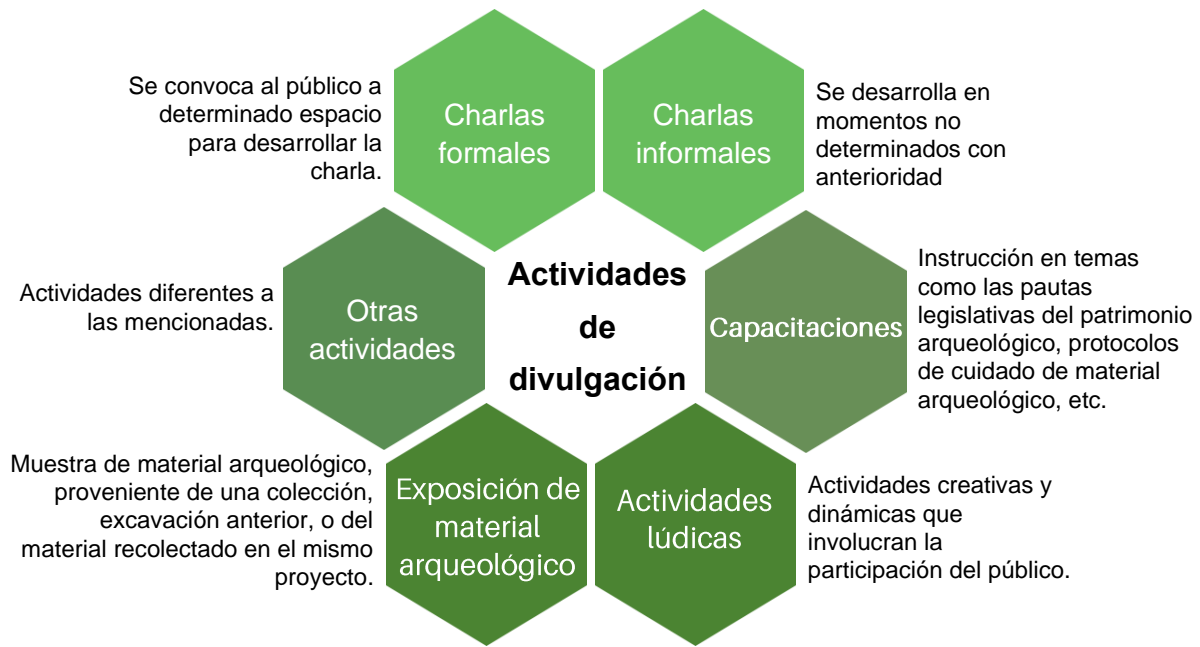 Se convoca al público a
determinado espacio
para desarrollar la
charla.
Charlas
formales
Charlas
informales
Se desarrolla en
momentos no
determinados con
anterioridad
Actividades diferentes a
las mencionadas.
Otras
actividades
Actividades
de
divulgación
Capacitaciones
Instrucción en temas
como las pautas
legislativas del patrimonio
arqueológico, protocolos
de cuidado de material
arqueológico, etc.
Muestra de material arqueológico,
proveniente de una colección,
excavación anterior, o del
material recolectado en el mismo
proyecto.
Exposición de
material
arqueológico
Actividades
lúdicas
Actividades creativas y
dinámicas que
involucran la
participación del público.